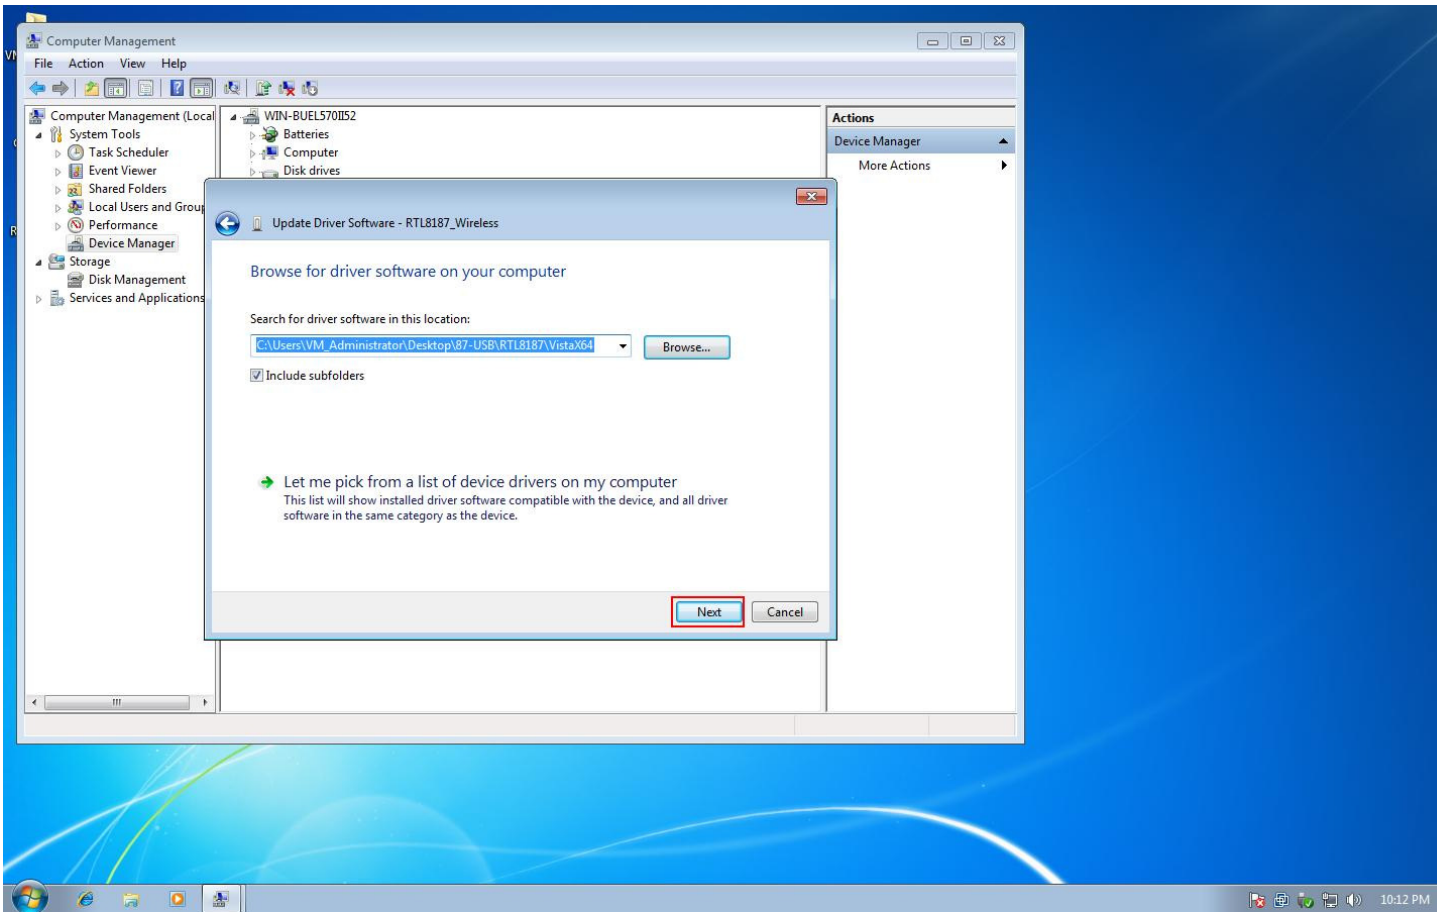 Computer Management
File Action View Help
Computer Management (Local
System Tools
Task Scheduler
Event Viewer
Shared Folders
Local Users and Group
Performance
Device Manager
Storage
Disk Management
Services and Applications
WIN-BUEL570II52
Batteries
Computer
Disk drives
Actions
Device Manager
More Actions
Update Driver Software - RTL8187_Wireless
Browse for driver software on your computer
Search for driver software in this location:
C:\Users\VM_Administrator\Desktop\87-USB\RTL8187\VistaX64
Browse...
Include subfolders
Let me pick from a list of device drivers on my computer
This list will show installed driver software compatible with the device, and all driver
software in the same category as the device.
Next
Cancel
10:12 PM